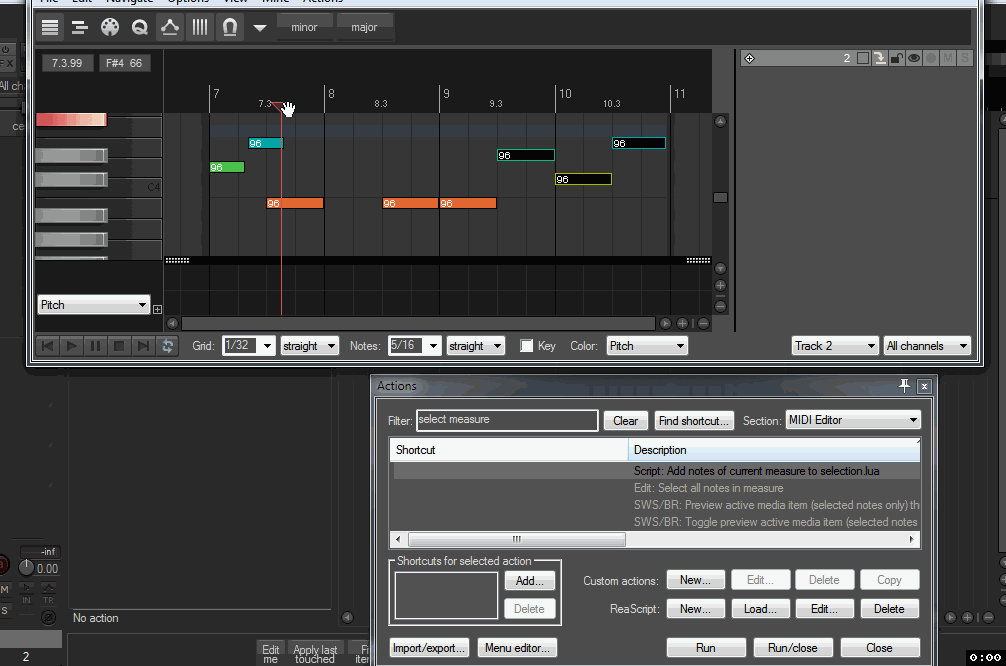 File Edit Navigate Options View Mine Actions
minor major
7.3.99 F#4 66
2 M S
FX
All ch
ce
7 8 9 10 11
7.3 8.3 9.3 10.3
96 96
96 96
96 96
C4
96 96 96
Pitch
Grid: 1/32 straight Notes: 5/16 straight Key Color: Pitch Track 2 All channels
Actions x
Filter: select measure Clear Find shortcut... Section: MIDI Editor
Shortcut Description
Script: Add notes of current measure to selection.lua
Edit: Select all notes in measure
SWS/BR: Preview active media item (selected notes only) th
SWS/BR: Toggle preview active media item (selected notes
Shortcuts for selected action
Add...
Delete
Custom actions: New... Edit... Delete Copy
ReaScript: New... Load... Edit... Delete
Import/export... Menu editor... Run Run/close Close
-inf
0.00
M IN TR
S
No action
2
Edit me
Apply last touched
Fi
iter
0:00